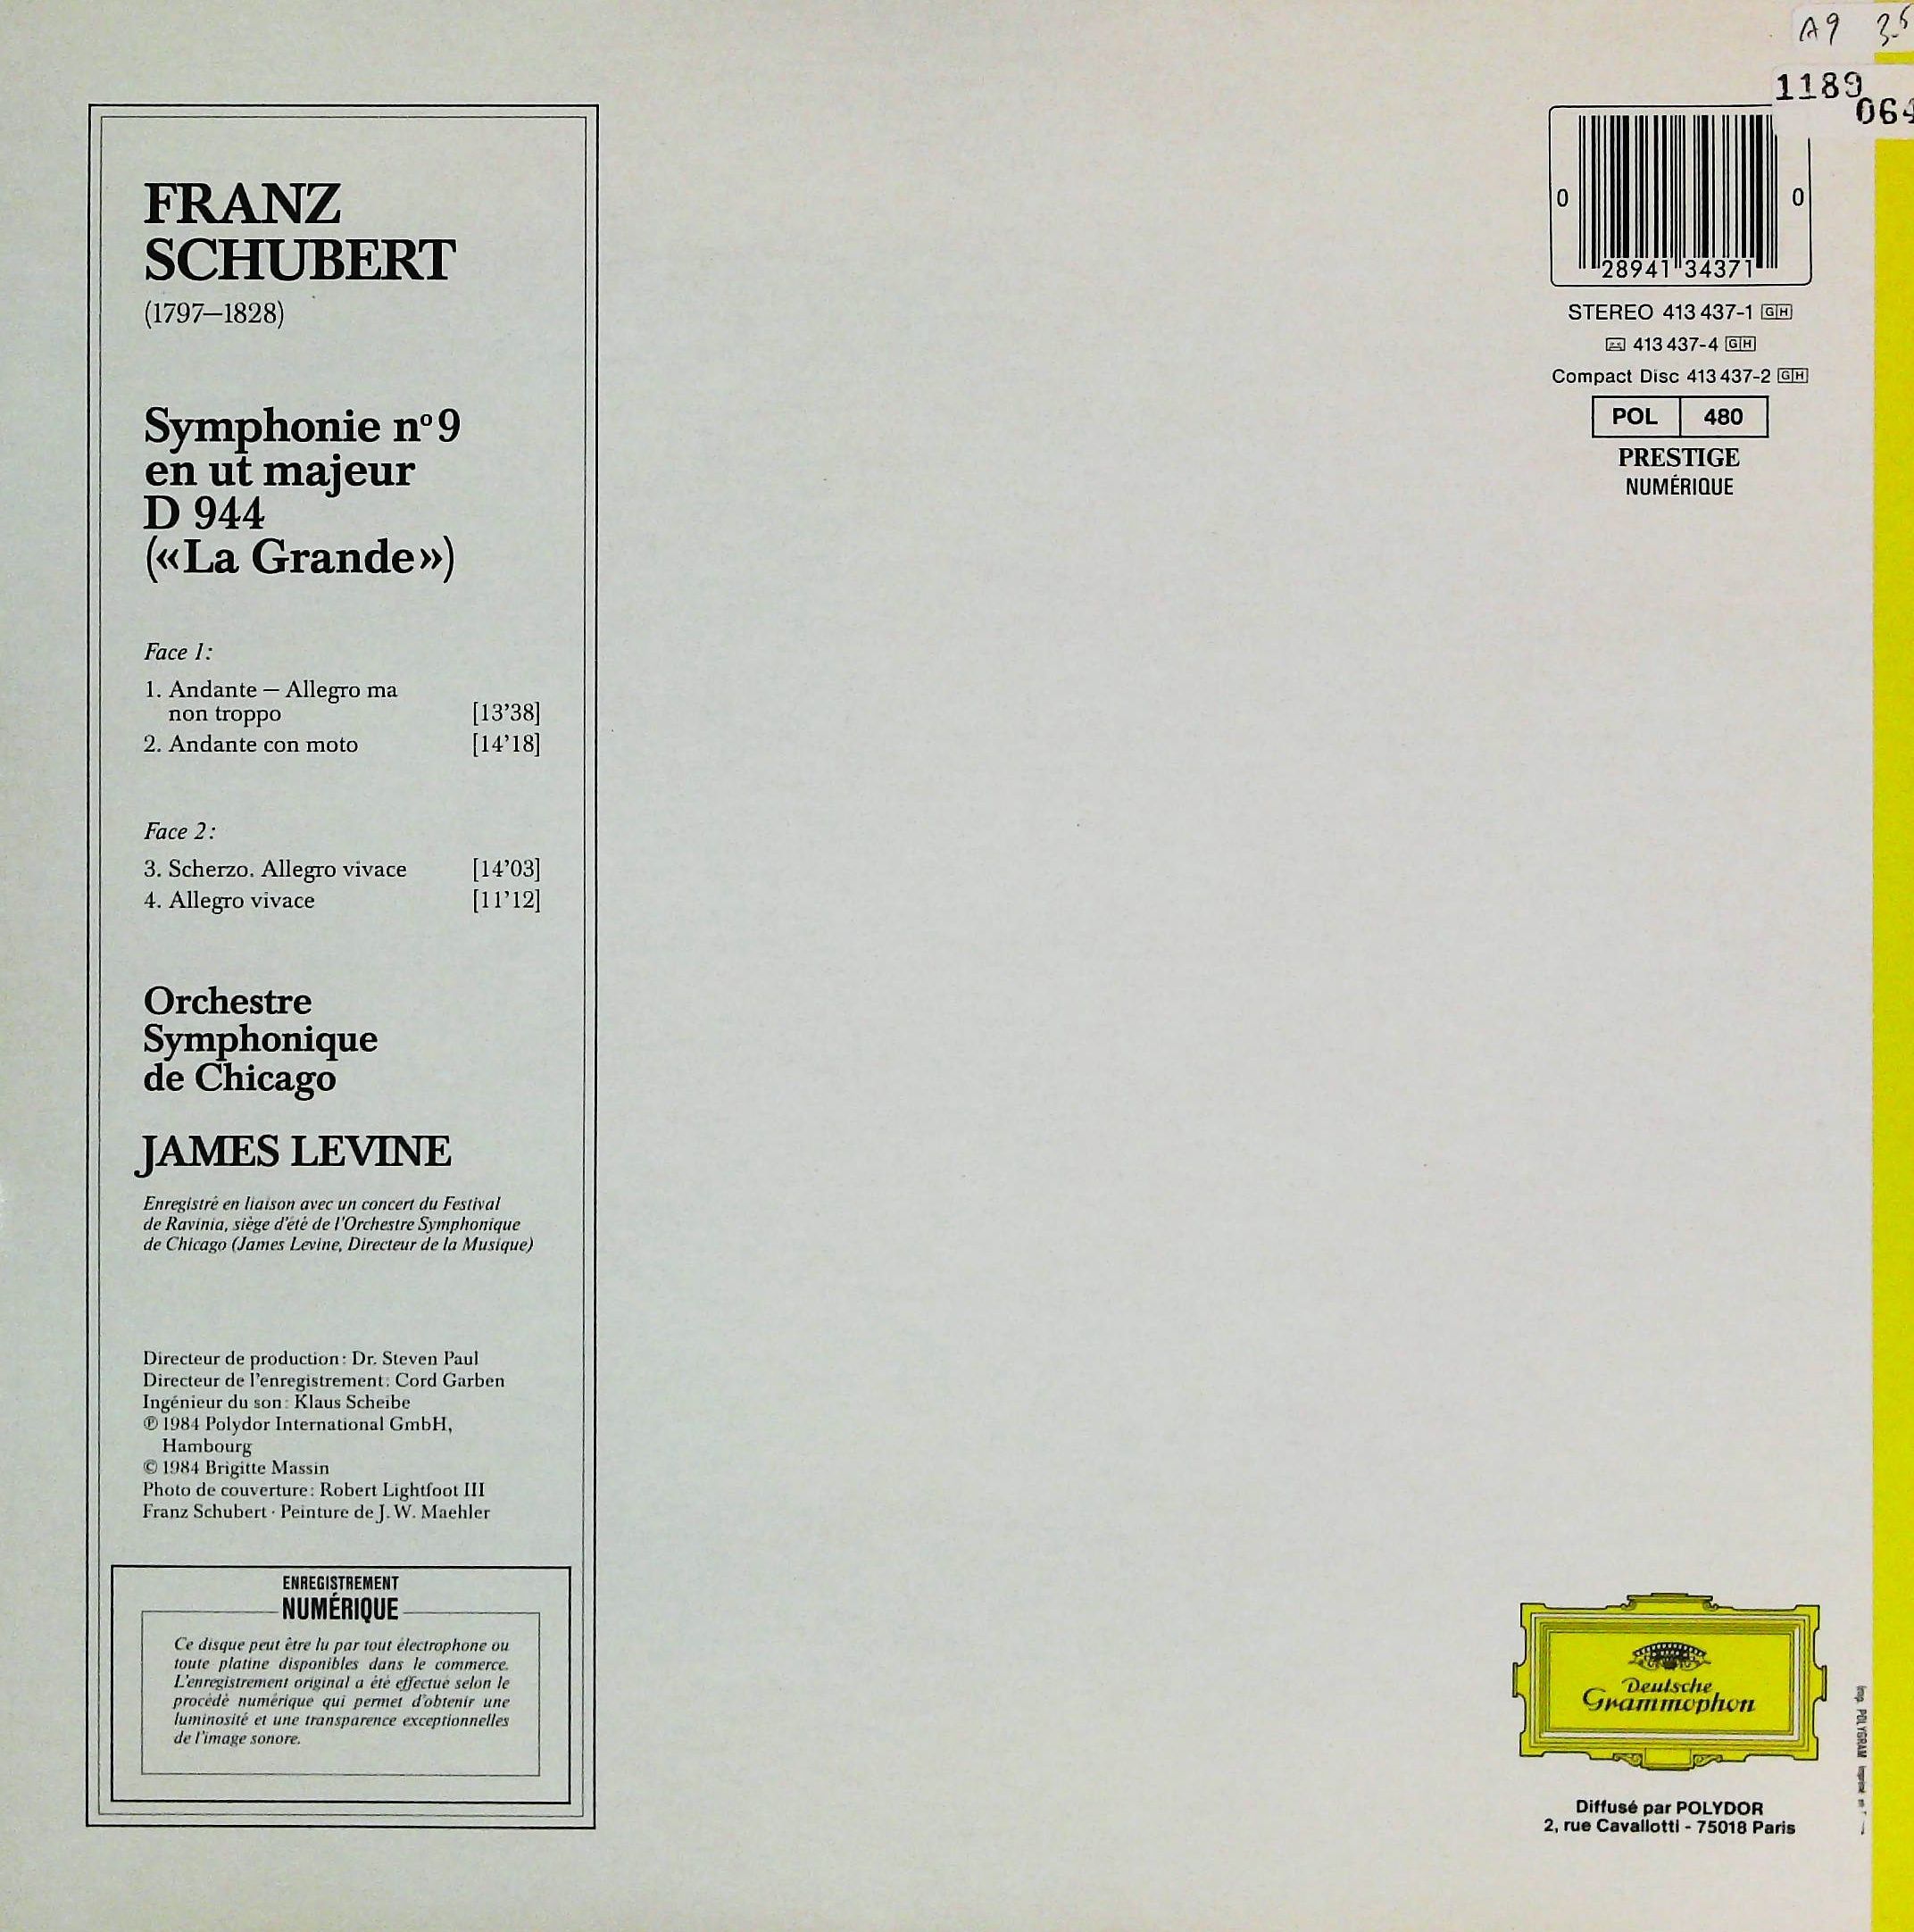 FRANZ
SCHUBERT
(1797–1828)
Symphonie nº 9
en ut majeur
D 944
(«La Grande»)
Face 1:
1. Andante – Allegro ma
non troppo [13’38]
2. Andante con moto [14’18]
Face 2:
3. Scherzo. Allegro vivace [14’03]
4. Allegro vivace [11’12]
Orchestre
Symphonique
de Chicago
JAMES LEVINE
Enregistré en liaison avec un concert du Festival
de Ravinia, siège d'été de l'Orchestre Symphonique
de Chicago (James Levine, Directeur de la Musique)
Directeur de production: Dr. Steven Paul
Directeur de l'enregistrement: Cord Garben
Ingénieur du son: Klaus Scheibe
℗ 1984 Polydor International GmbH,
Hambourg
© 1984 Brigitte Massin
Photo de couverture: Robert Lightfoot III
Franz Schubert · Peinture de J. W. Maehler
ENREGISTREMENT
NUMÉRIQUE
Ce disque peut être lu par tout électrophone ou
toute platine disponibles dans le commerce.
L'enregistrement original a été effectué selon le
procédé numérique qui permet d'obtenir une
luminosité et une transparence exceptionnelles
de l'image sonore.
A9
1189
064
0 28941 34371 0
STEREO 413 437-1 GH
413 437-4 GH
Compact Disc 413 437-2 GH
POL 480
PRESTIGE
NUMÉRIQUE
Deutsche
Grammophon
Diffusé par POLYDOR
2, rue Cavallotti - 75018 Paris
Imp. POLYGRAM